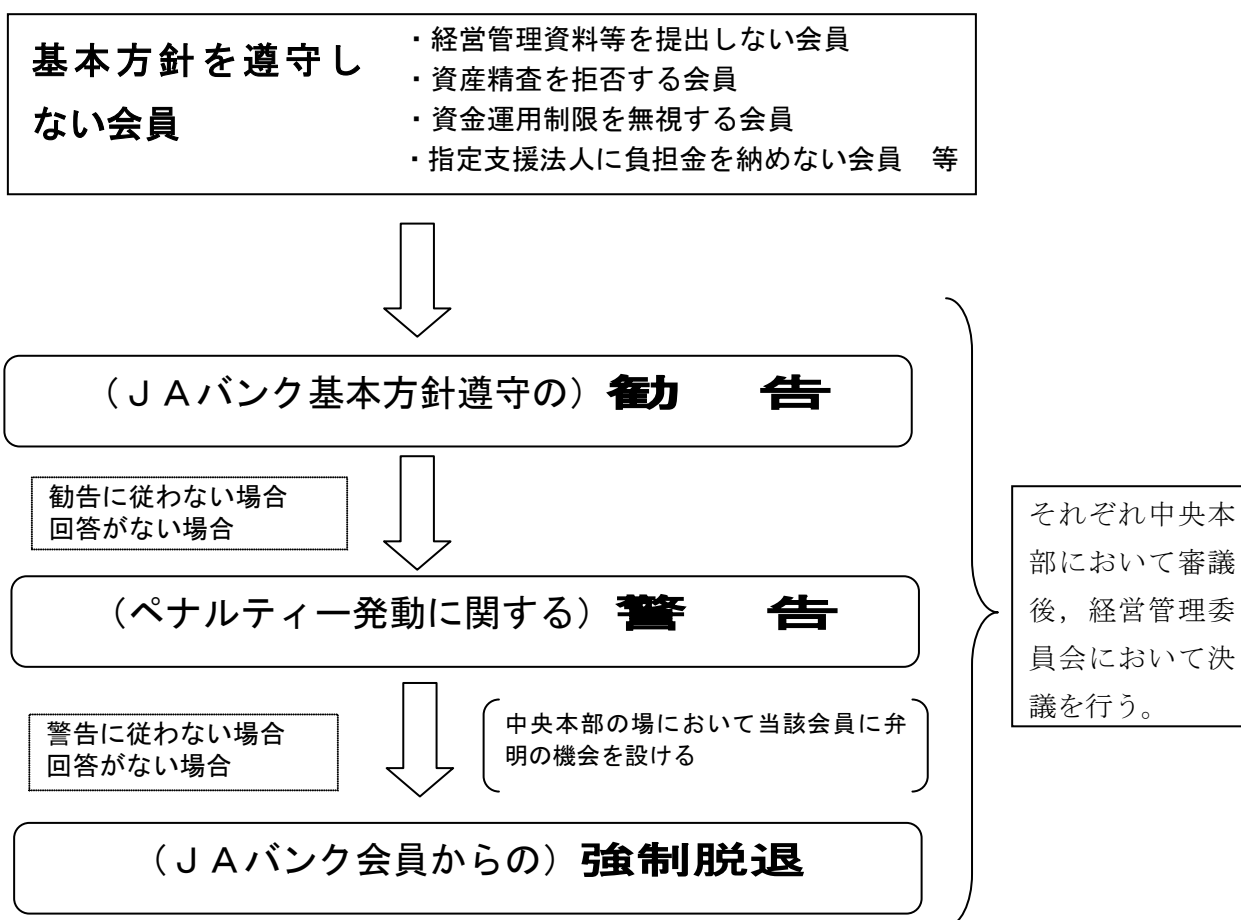 基本方針を遵守し
ない会員
・経営管理資料等を提出しない会員
・資産精査を拒否する会員
・資金運用制限を無視する会員
・指定支援法人に負担金を納めない会員　等
（ＪＡバンク基本方針遵守の）勧　告
勧告に従わない場合
回答がない場合
（ペナルティー発動に関する）警　告
警告に従わない場合
回答がない場合
中央本部の場において当該会員に弁
明の機会を設ける
（ＪＡバンク会員からの）強制脱退
それぞれ中央本
部において審議
後，経営管理委
員会において決
議を行う。